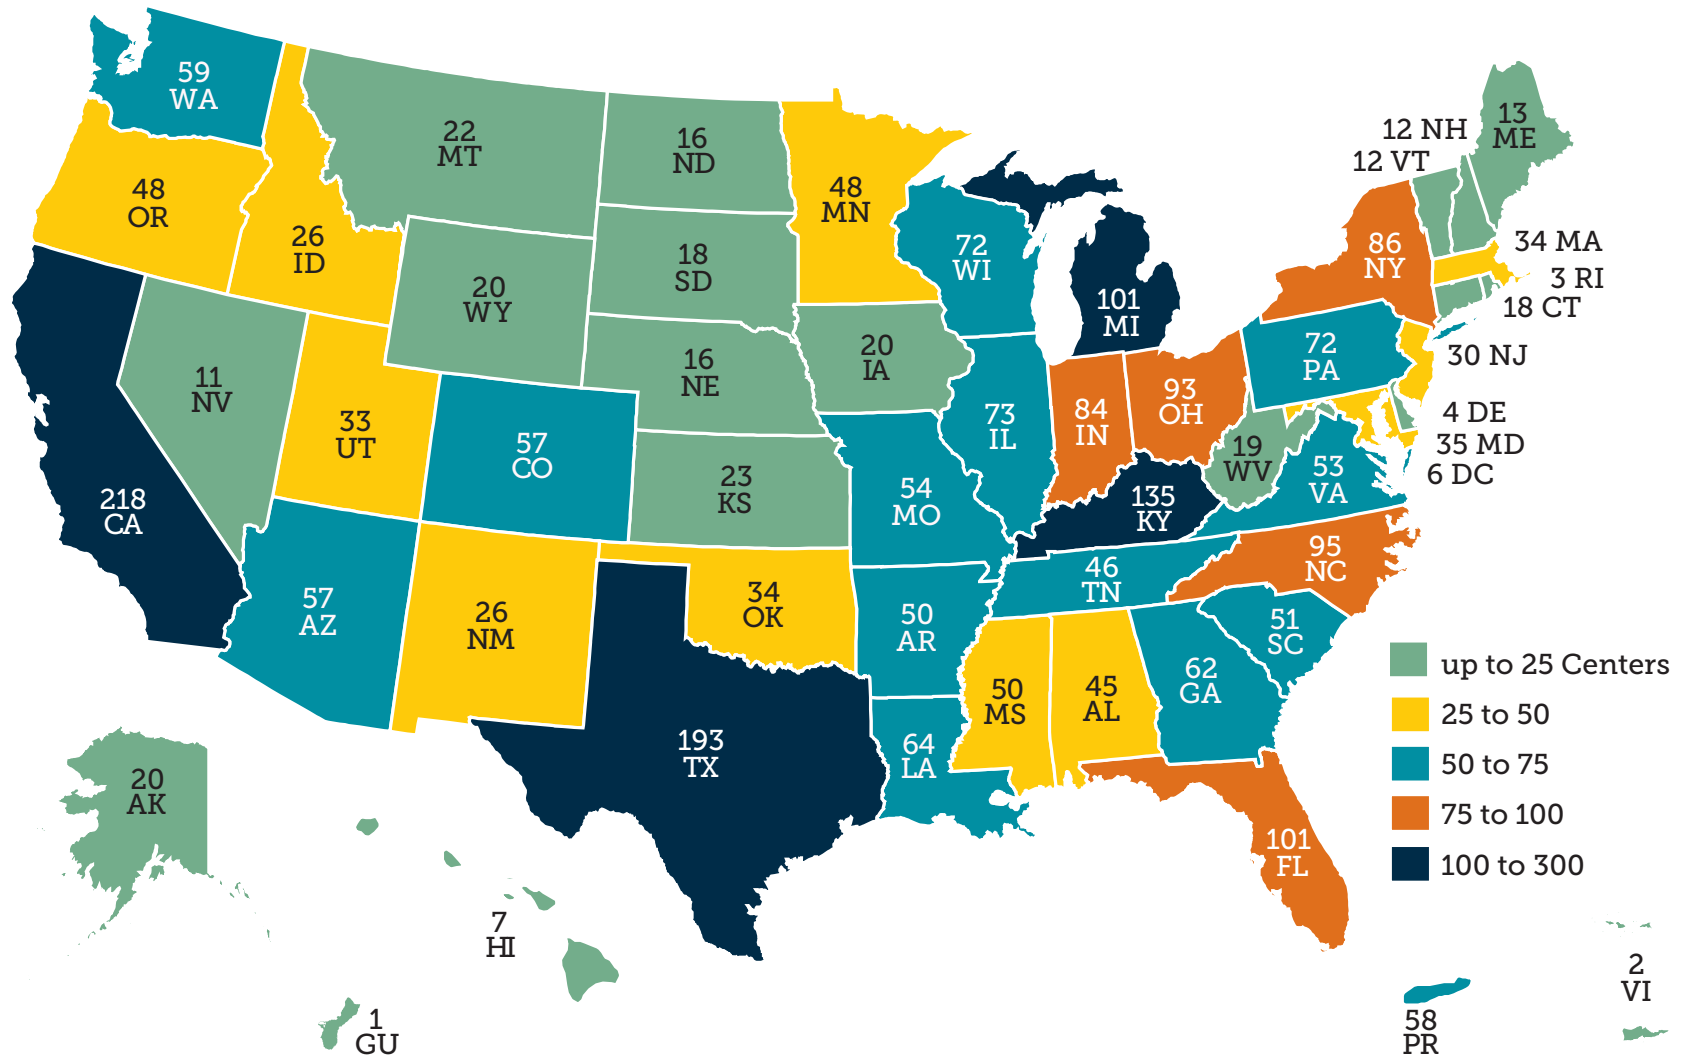 59
WA
48
OR
26
ID
22
MT
16
ND
18
SD
20
WY
16
NE
11
NV
33
UT
57
CO
23
KS
218
CA
57
AZ
26
NM
34
OK
193
TX
48
MN
20
IA
54
MO
50
AR
64
LA
72
WI
73
IL
101
MI
84
IN
93
OH
135
KY
46
TN
50
MS
45
AL
62
GA
101
FL
51
SC
95
NC
53
VA
19
WV
72
PA
86
NY
12 NH
12 VT
13
ME
34 MA
3 RI
18 CT
30 NJ
4 DE
35 MD
6 DC
20
AK
7
HI
1
GU
58
PR
2
VI
up to 25 Centers
25 to 50
50 to 75
75 to 100
100 to 300